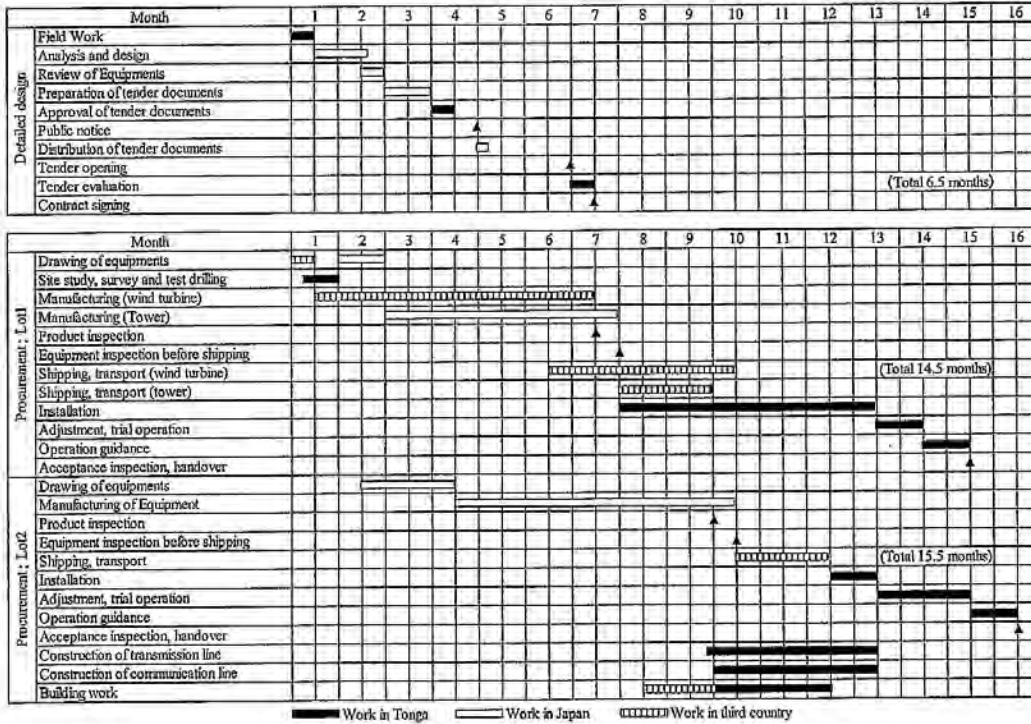 Month 1 2 3 4 5 6 7 8 9 10 11 12 13 14 15 16
Detailed design
Field Work
Analysis and design
Review of Equipments
Preparation of tender documents
Approval of tender documents
Public notice
Distribution of tender documents
Tender opening
Tender evaluation (Total 6.5 months)
Contract signing
Month 1 2 3 4 5 6 7 8 9 10 11 12 13 14 15 16
Procurement: Lot1
Drawing of equipments
Site study, survey and test drilling
Manufacturing (wind turbine)
Manufacturing (Tower)
Product inspection
Equipment inspection before shipping
Shipping, transport (wind turbine) (Total 14.5 months)
Shipping, transport (tower)
Installation
Adjustment, trial operation
Operation guidance
Acceptance inspection, handover
Procurement: Lot2
Drawing of equipments
Manufacturing of Equipment
Product inspection
Equipment inspection before shipping
Shipping, transport (Total 15.5 months)
Installation
Adjustment, trial operation
Operation guidance
Acceptance inspection, handover
Construction of transmission line
Construction of communication line
Building work
Work in Tonga Work in Japan Work in third country